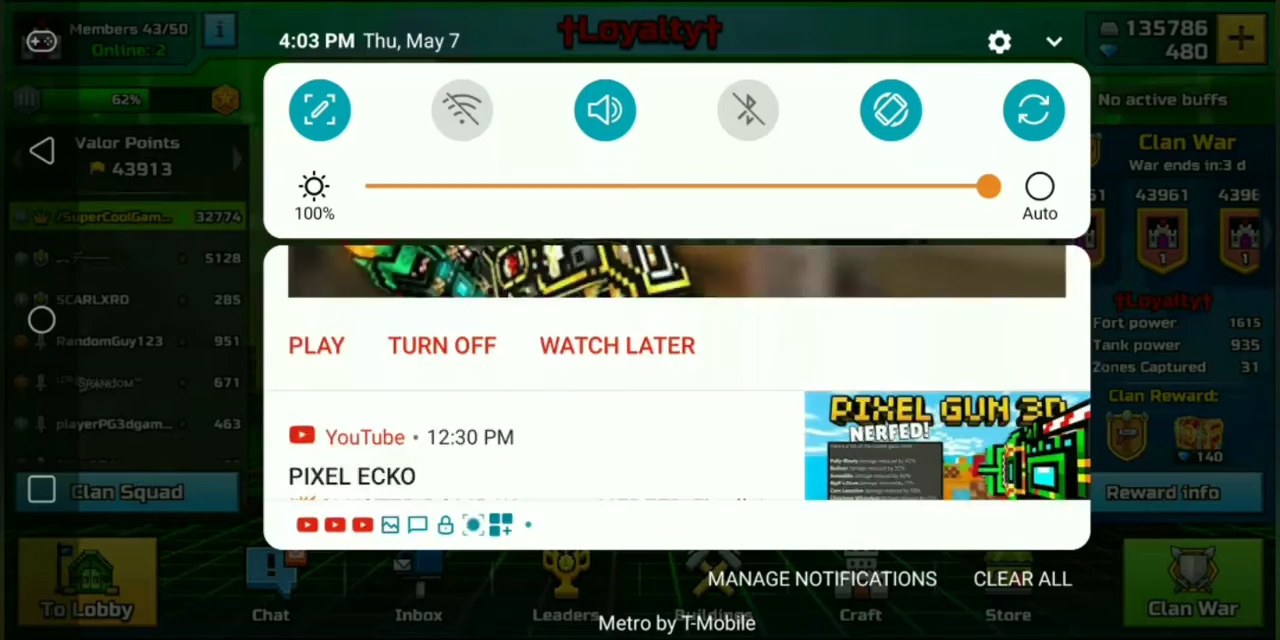 Members 43/50
Online: 2
i
4:03 PM Thu, May 7
†Loyalty†
135786
480
62%
No active buffs
Valor Points
43913
Clan War
War ends in:3 d
100%
Auto
43961
/SuperCoolGam... 32774
5128
SCARLXRD 285
RandomGuy123 951
671
playerPG3dgam... 463
†Loyalty†
Fort power 1615
Tank power 935
Zones Captured 31
Clan Reward:
140
PLAY TURN OFF WATCH LATER
YouTube • 12:30 PM
PIXEL ECKO
PIXEL GUN 3D
NERFED!
Clan Squad
Reward info
MANAGE NOTIFICATIONS CLEAR ALL
To Lobby
Chat
Inbox
Leaders
Buildings
Craft
Store
Clan War
Metro by T-Mobile